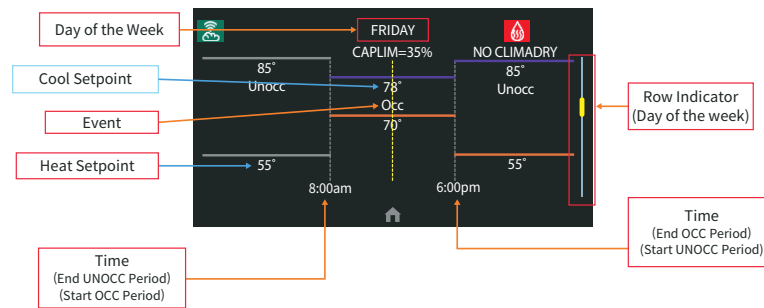 Day of the Week
FRIDAY
CAPLIM=35%
NO CLIMADRY
85°
Unocc
Cool Setpoint
78°
85°
Unocc
Event
Occ
70°
Row Indicator
(Day of the week)
Heat Setpoint
55°
55°
8:00am
6:00pm
Time
(End UNOCC Period)
(Start OCC Period)
Time
(End OCC Period)
(Start UNOCC Period)